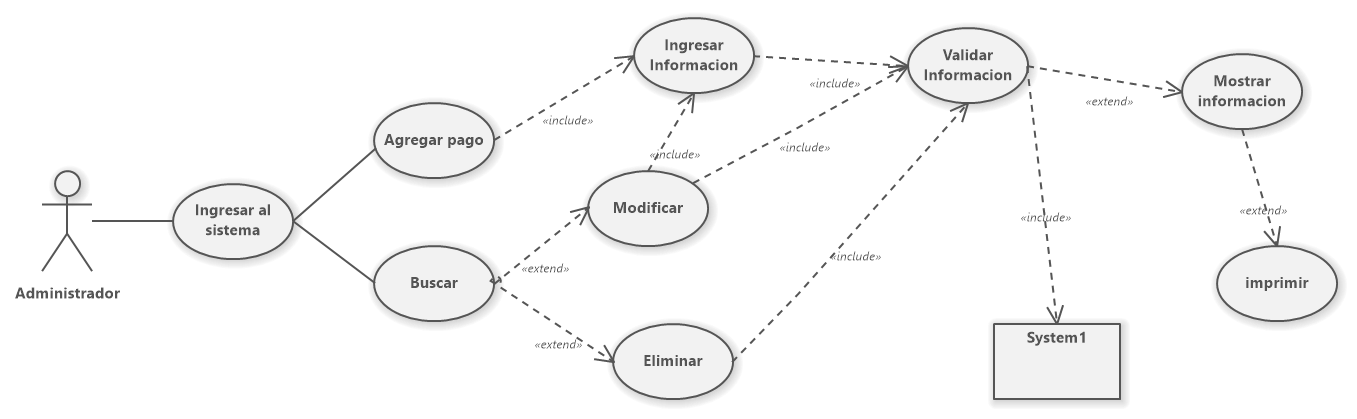 Ingresar
Informacion
Validar
Informacion
Mostrar
informacion
«include»
«extend»
«include»
Agregar pago
«include»
«include»
Ingresar al
sistema
Modificar
«include»
«extend»
«include»
«extend»
Buscar
imprimir
Administrador
«extend»
System1
Eliminar